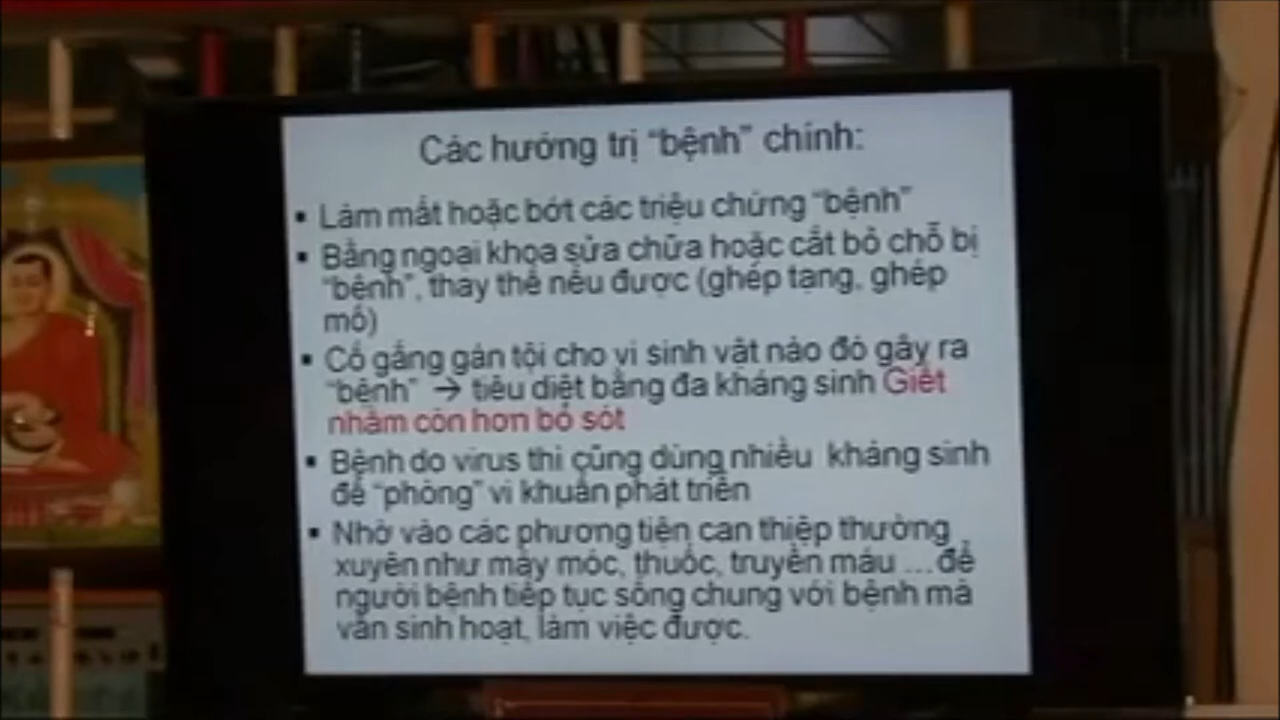 Các hướng trị “bệnh” chính:
▪ Làm mất hoặc bớt các triệu chứng “bệnh”
▪ Bằng ngoại khoa sửa chữa hoặc cắt bỏ chỗ bị
“bệnh”, thay thế nếu được (ghép tạng, ghép
mô)
▪ Cố gắng gán tội cho vi sinh vật nào đó gây ra
“bệnh” → tiêu diệt bằng đa kháng sinh Giết
nhầm còn hơn bỏ sót
▪ Bệnh do virus thì cũng dùng nhiều kháng sinh
để “phòng” vi khuẩn phát triển
▪ Nhờ vào các phương tiện can thiệp thường
xuyên như máy móc, thuốc, truyền máu ...để
người bệnh tiếp tục sống chung với bệnh mà
vẫn sinh hoạt, làm việc được.